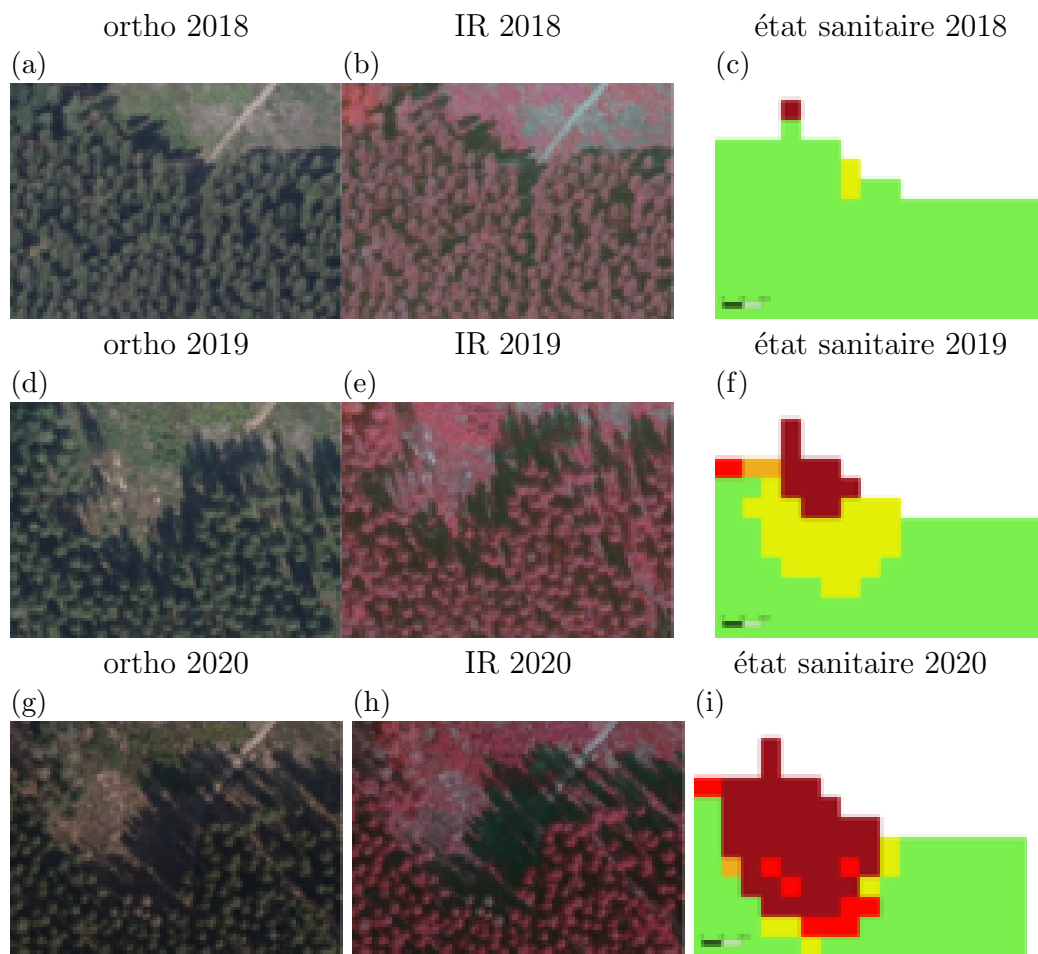 ortho 2018 IR 2018 état sanitaire 2018
(a) (b) (c)
ortho 2019 IR 2019 état sanitaire 2019
(d) (e) (f)
ortho 2020 IR 2020 état sanitaire 2020
(g) (h) (i)